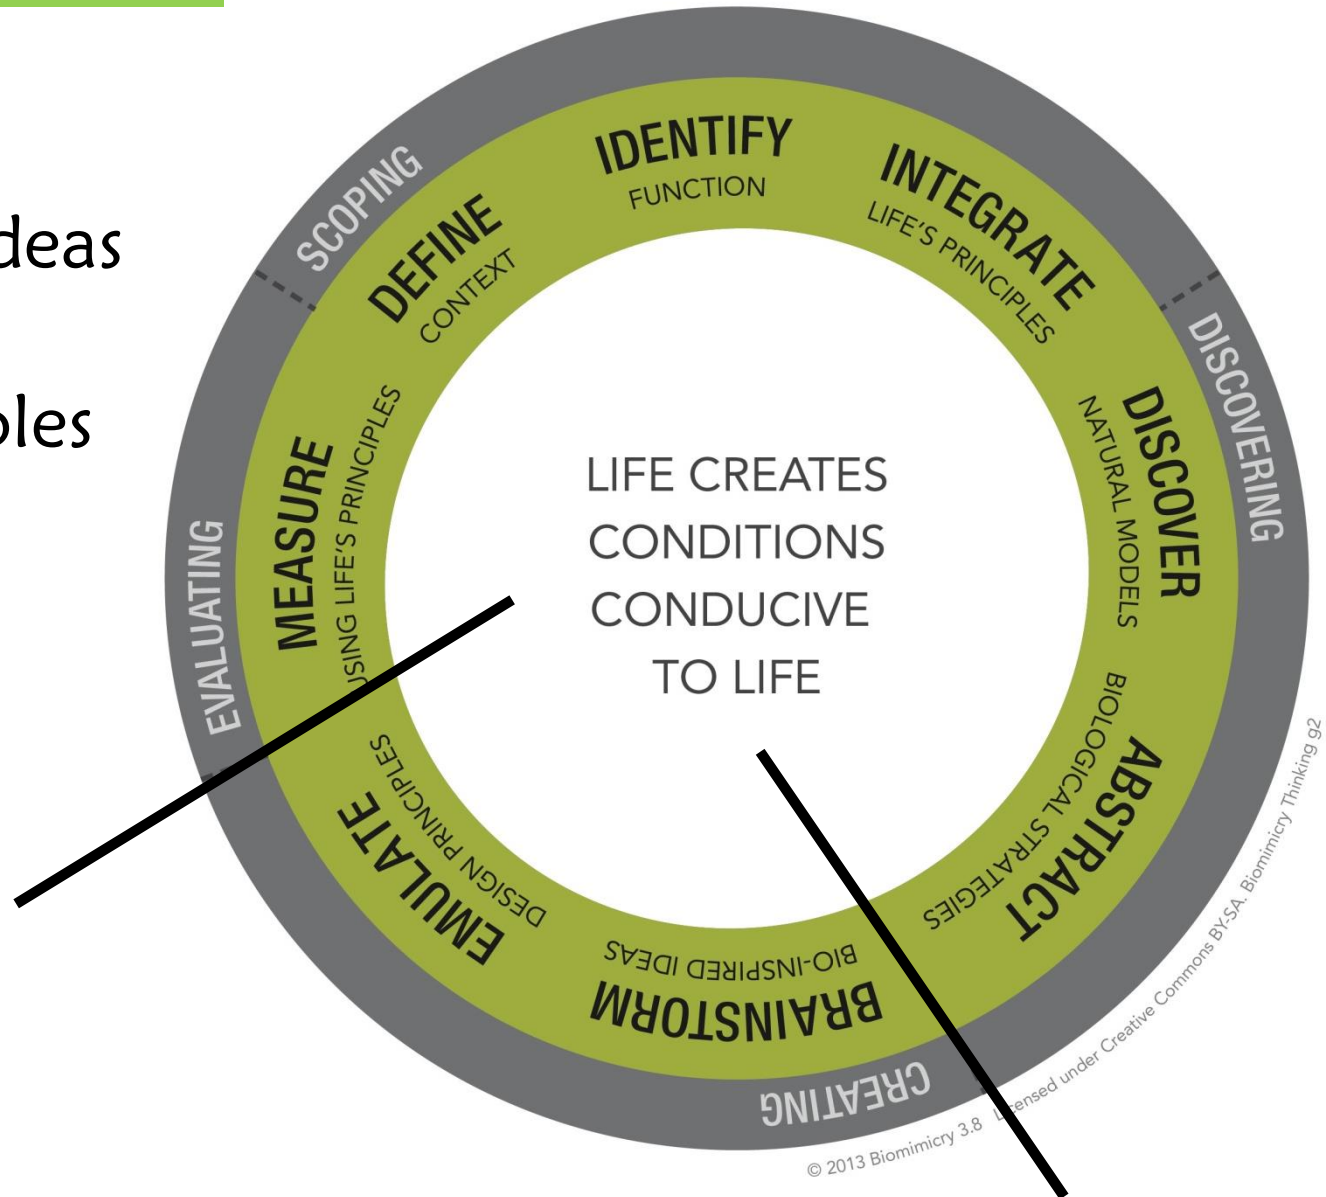 deas
ples
SCOPING
DEFINE
CONTEXT
IDENTIFY
FUNCTION
INTEGRATE
LIFE'S PRINCIPLES
DISCOVERING
DISCOVER
NATURAL MODELS
ABSTRACT
BIOLOGICAL STRATEGIES
CREATING
BRAINSTORM
BIO-INSPIRED IDEAS
EMULATE
DESIGN PRINCIPLES
EVALUATING
MEASURE
USING LIFE'S PRINCIPLES
LIFE CREATES
CONDITIONS
CONDUCIVE
TO LIFE
© 2013 Biomimicry 3.8 Licensed under Creative Commons BY-SA. Biomimicry Thinking g2